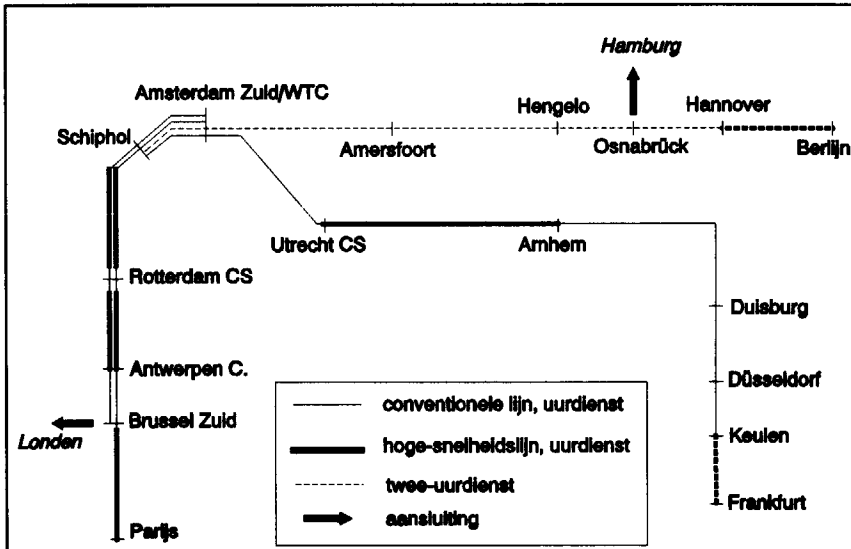 Hamburg
Amsterdam Zuid/WTC
Hengelo
Hannover
Schiphol
Amersfoort
Osnabrück
Berlijn
Utrecht CS
Arnhem
Rotterdam CS
Duisburg
Antwerpen C.
Düsseldorf
conventionele lijn, uurdienst
Brussel Zuid
Londen
hoge-snelheidslijn, uurdienst
Keulen
twee-uurdienst
Frankfurt
aansluiting
Parijs